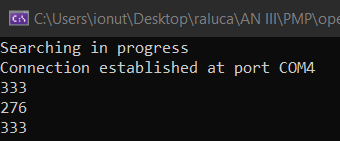 C:\Users\ionut\Desktop\raluca\AN III\PMP\ope
Searching in progress
Connection established at port COM4
333
276
333